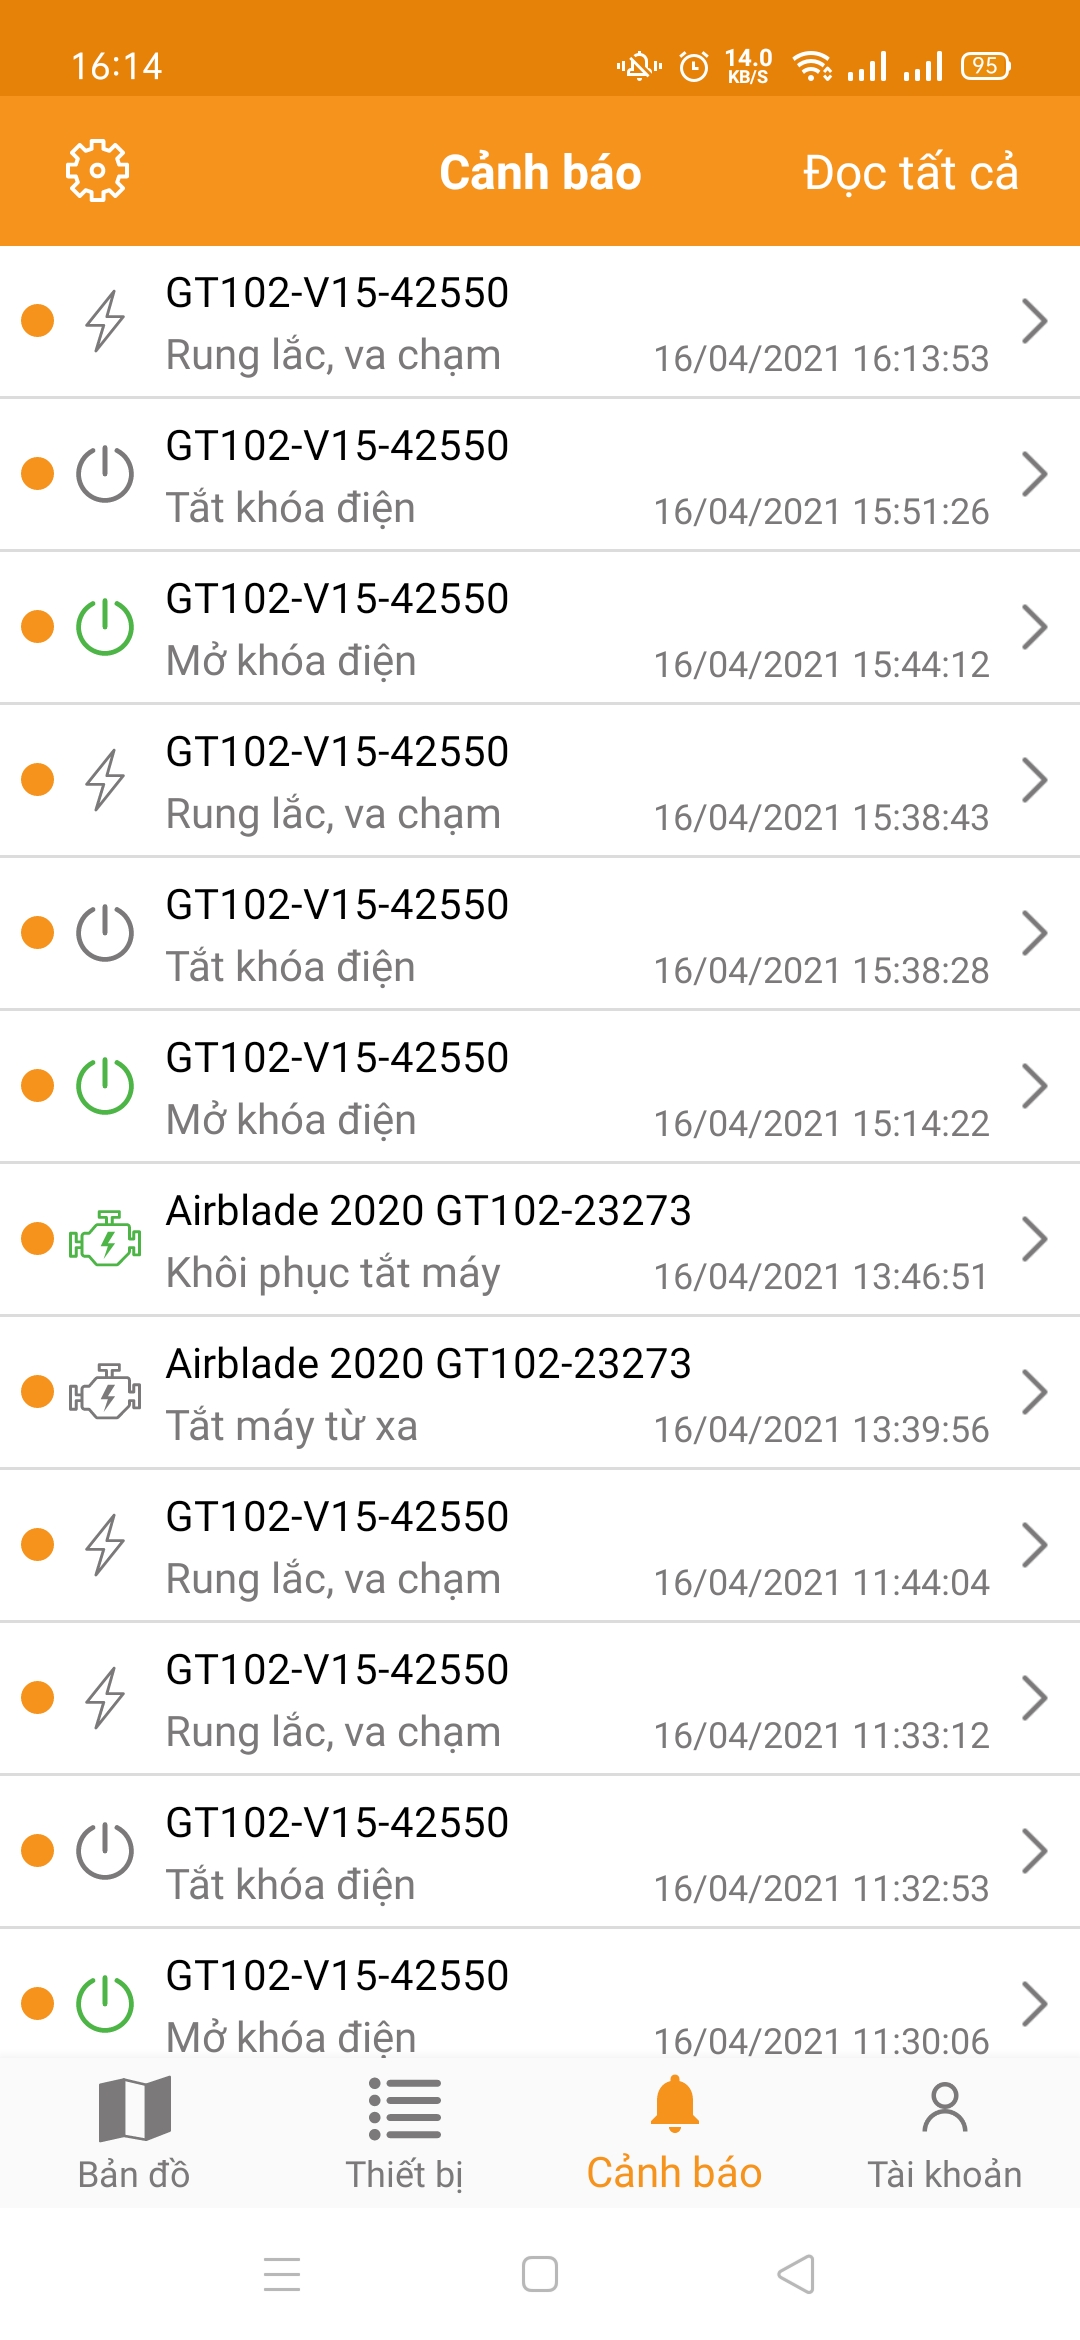 16:14
14.0
KB/S
95
Cảnh báo
Đọc tất cả
GT102-V15-42550
Rung lắc, va chạm 16/04/2021 16:13:53
GT102-V15-42550
Tắt khóa điện 16/04/2021 15:51:26
GT102-V15-42550
Mở khóa điện 16/04/2021 15:44:12
GT102-V15-42550
Rung lắc, va chạm 16/04/2021 15:38:43
GT102-V15-42550
Tắt khóa điện 16/04/2021 15:38:28
GT102-V15-42550
Mở khóa điện 16/04/2021 15:14:22
Airblade 2020 GT102-23273
Khôi phục tắt máy 16/04/2021 13:46:51
Airblade 2020 GT102-23273
Tắt máy từ xa 16/04/2021 13:39:56
GT102-V15-42550
Rung lắc, va chạm 16/04/2021 11:44:04
GT102-V15-42550
Rung lắc, va chạm 16/04/2021 11:33:12
GT102-V15-42550
Tắt khóa điện 16/04/2021 11:32:53
GT102-V15-42550
Mở khóa điện 16/04/2021 11:30:06
Bản đồ
Thiết bị
Cảnh báo
Tài khoản